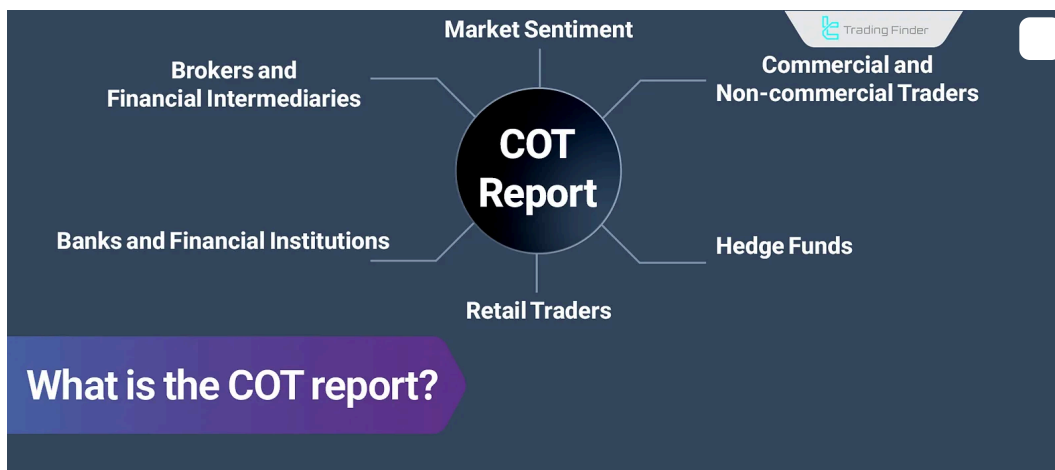 Market Sentiment
Trading Finder
Brokers and
Financial Intermediaries
Commercial and
Non-commercial Traders
COT
Report
Banks and Financial Institutions
Hedge Funds
Retail Traders
What is the COT report?